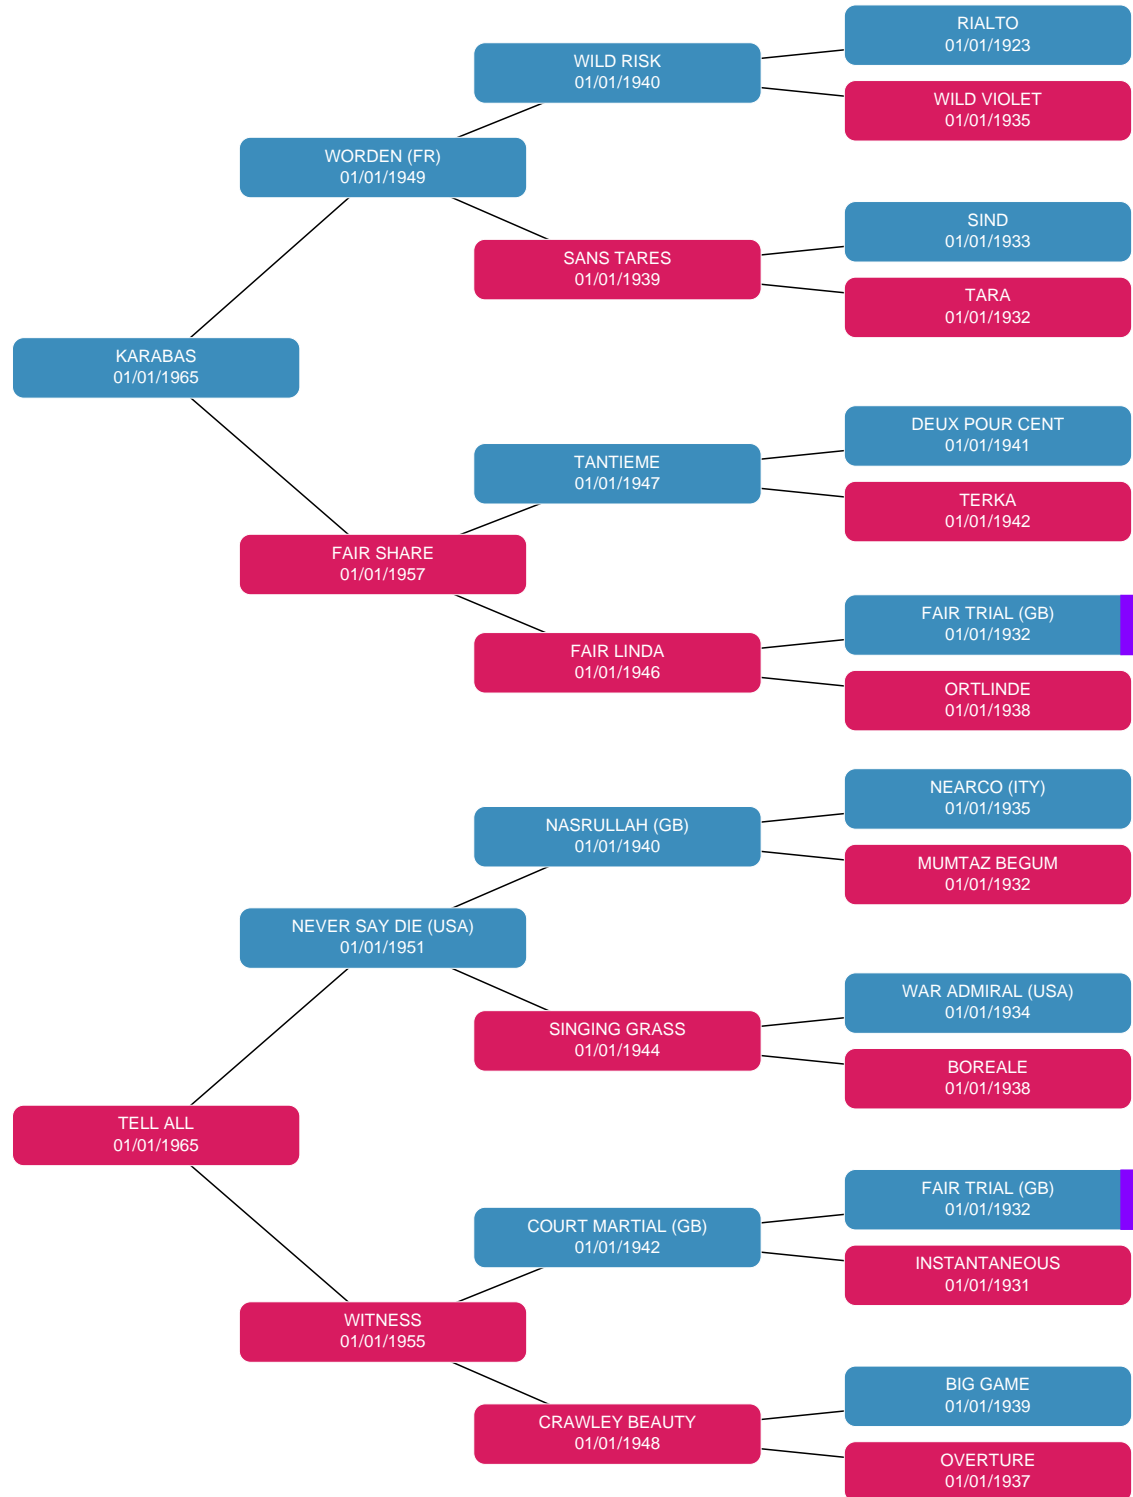 RIALTO
01/01/1923
WILD RISK
01/01/1940
WILD VIOLET
01/01/1935
WORDEN (FR)
01/01/1949
SIND
01/01/1933
SANS TARES
01/01/1939
TARA
01/01/1932
KARABAS
01/01/1965
DEUX POUR CENT
01/01/1941
TANTIEME
01/01/1947
TERKA
01/01/1942
FAIR SHARE
01/01/1957
FAIR TRIAL (GB)
01/01/1932
FAIR LINDA
01/01/1946
ORTLINDE
01/01/1938
NEARCO (ITY)
01/01/1935
NASRULLAH (GB)
01/01/1940
MUMTAZ BEGUM
01/01/1932
NEVER SAY DIE (USA)
01/01/1951
WAR ADMIRAL (USA)
01/01/1934
SINGING GRASS
01/01/1944
BOREALE
01/01/1938
TELL ALL
01/01/1965
FAIR TRIAL (GB)
01/01/1932
COURT MARTIAL (GB)
01/01/1942
INSTANTANEOUS
01/01/1931
WITNESS
01/01/1955
BIG GAME
01/01/1939
CRAWLEY BEAUTY
01/01/1948
OVERTURE
01/01/1937